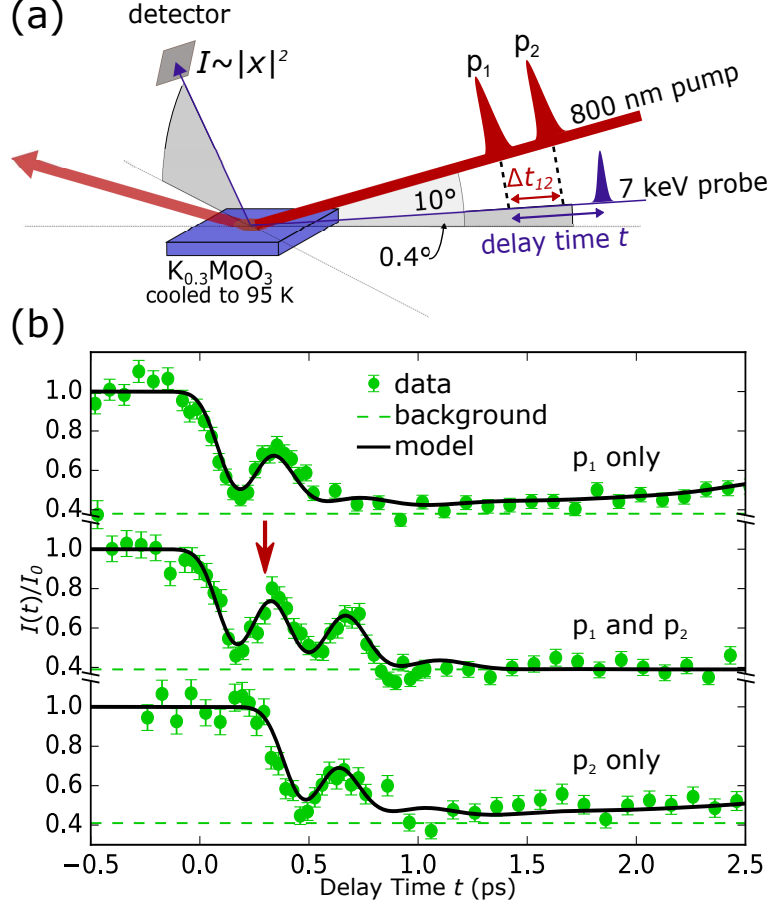 (a)
detector
I~|x|²
p₁
p₂
800 nm pump
Δt₁₂
7 keV probe
10°
delay time t
0.4°
K₀.₃MoO₃
cooled to 95 K
(b)
1.0
0.8
0.6
0.4
data
background
model
p₁ only
1.0
0.8
0.6
0.4
p₁ and p₂
I(t)/I₀
1.0
0.8
0.6
0.4
p₂ only
−0.5 0.0 0.5 1.0 1.5 2.0 2.5
Delay Time t (ps)